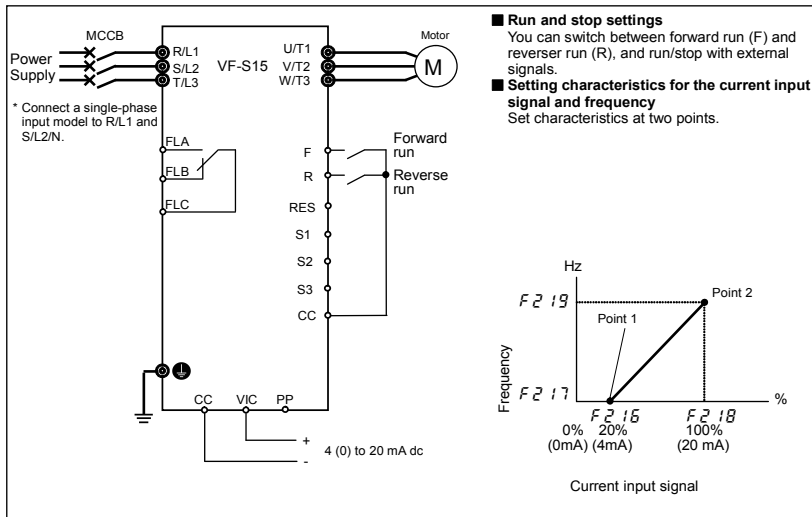 MCCB
Power
Supply
R/L1
S/L2
T/L3
VF-S15
U/T1
V/T2
W/T3
Motor
M
* Connect a single-phase
input model to R/L1 and
S/L2/N.
FLA
FLB
FLC
F
R
RES
S1
S2
S3
CC
Forward
run
Reverse
run
CC
VIC
PP
+
-
4 (0) to 20 mA dc
■ Run and stop settings
You can switch between forward run (F) and
reverser run (R), and run/stop with external
signals.
■ Setting characteristics for the current input
signal and frequency
Set characteristics at two points.
Hz
F219
Point 2
Point 1
Frequency
F217
%
F216
F218
0%
20%
100%
(0mA)
(4mA)
(20 mA)
Current input signal